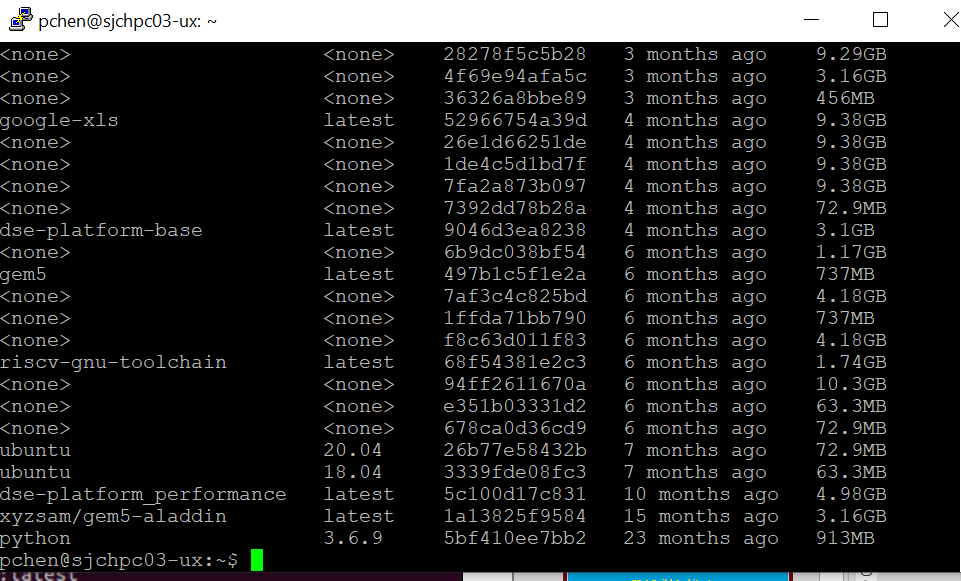 pchen@sjchpc03-ux: ~
<none> <none> 28278f5c5b28 3 months ago 9.29GB
<none> <none> 4f69e94afa5c 3 months ago 3.16GB
<none> <none> 36326a8bbe89 3 months ago 456MB
google-xls latest 52966754a39d 4 months ago 9.38GB
<none> <none> 26e1d66251de 4 months ago 9.38GB
<none> <none> 1de4c5d1bd7f 4 months ago 9.38GB
<none> <none> 7fa2a873b097 4 months ago 9.38GB
<none> <none> 7392dd78b28a 4 months ago 72.9MB
dse-platform-base latest 9046d3ea8238 4 months ago 3.1GB
<none> <none> 6b9dc038bf54 6 months ago 1.17GB
gem5 latest 497b1c5f1e2a 6 months ago 737MB
<none> <none> 7af3c4c825bd 6 months ago 4.18GB
<none> <none> 1ffda71bb790 6 months ago 737MB
<none> <none> f8c63d011f83 6 months ago 4.18GB
riscv-gnu-toolchain latest 68f54381e2c3 6 months ago 1.74GB
<none> <none> 94ff2611670a 6 months ago 10.3GB
<none> <none> e351b03331d2 6 months ago 63.3MB
<none> <none> 678ca0d36cd9 6 months ago 72.9MB
ubuntu 20.04 26b77e58432b 7 months ago 72.9MB
ubuntu 18.04 3339fde08fc3 7 months ago 63.3MB
dse-platform_performance latest 5c100d17c831 10 months ago 4.98GB
xyzsam/gem5-aladdin latest 1a13825f9584 15 months ago 3.16GB
python 3.6.9 5bf410ee7bb2 23 months ago 913MB
pchen@sjchpc03-ux:~$
:latest